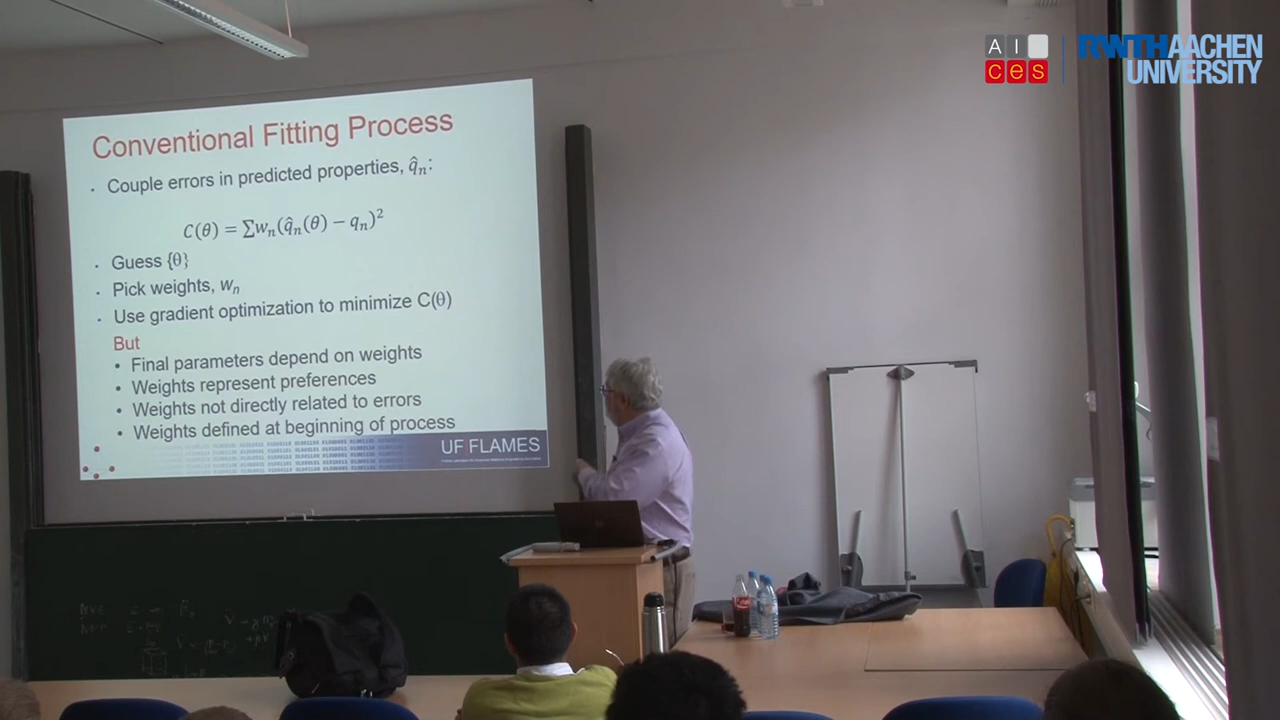 AI
ces
RWTHAACHEN
UNIVERSITY
Conventional Fitting Process
• Couple errors in predicted properties, q̂ₙ:
C(θ) = ∑wₙ(q̂ₙ(θ) − qₙ)²
• Guess {θ}
• Pick weights, wₙ
• Use gradient optimization to minimize C(θ)
But
• Final parameters depend on weights
• Weights represent preferences
• Weights not directly related to errors
• Weights defined at beginning of process
UF FLAMES